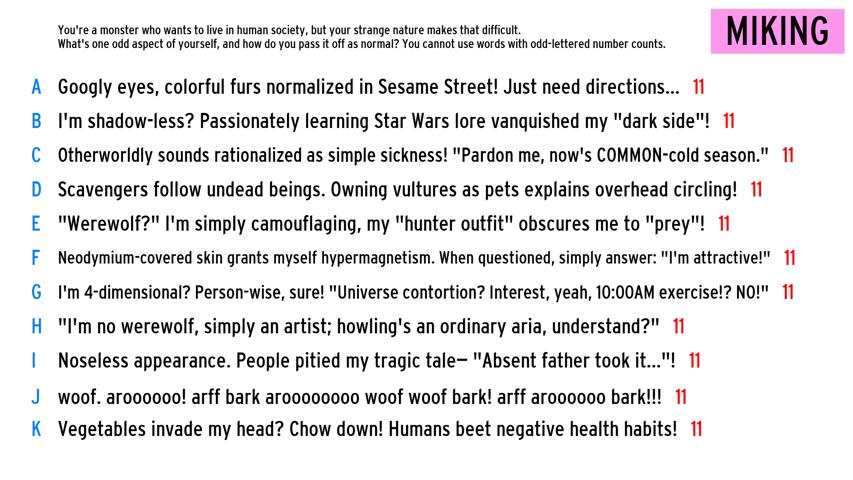 You're a monster who wants to live in human society, but your strange nature makes that difficult.
What's one odd aspect of yourself, and how do you pass it off as normal? You cannot use words with odd-lettered number counts.
MIKING
A Googly eyes, colorful furs normalized in Sesame Street! Just need directions... 11
B I'm shadow-less? Passionately learning Star Wars lore vanquished my "dark side"! 11
C Otherworldly sounds rationalized as simple sickness! "Pardon me, now's COMMON-cold season." 11
D Scavengers follow undead beings. Owning vultures as pets explains overhead circling! 11
E "Werewolf?" I'm simply camouflaging, my "hunter outfit" obscures me to "prey"! 11
F Neodymium-covered skin grants myself hypermagnetism. When questioned, simply answer: "I'm attractive!" 11
G I'm 4-dimensional? Person-wise, sure! "Universe contortion? Interest, yeah, 10:00AM exercise!? NO!" 11
H "I'm no werewolf, simply an artist; howling's an ordinary aria, understand?" 11
I Noseless appearance. People pitied my tragic tale— "Absent father took it..."! 11
J woof. aroooooo! arff bark aroooooooo woof woof bark! arff aroooooo bark!!! 11
K Vegetables invade my head? Chow down! Humans beet negative health habits! 11